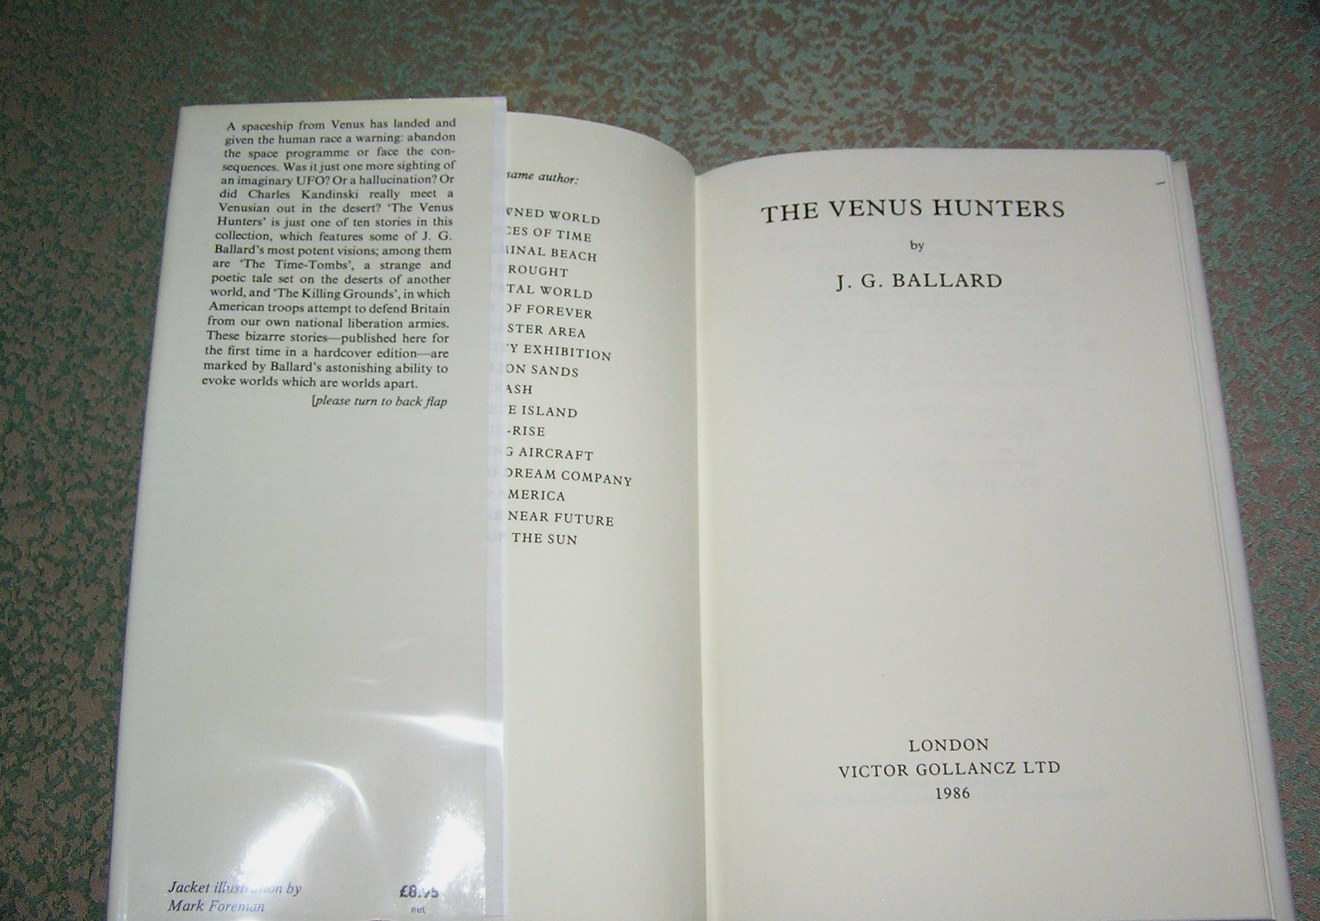 A spaceship from Venus has landed and
given the human race a warning: abandon
the space programme or face the con-
sequences. Was it just one more sighting of
an imaginary UFO? Or a hallucination? Or
did Charles Kandinski really meet a
Venusian out in the desert? 'The Venus
Hunters' is just one of ten stories in this
collection, which features some of J. G.
Ballard's most potent visions; among them
are 'The Time-Tombs', a strange and
poetic tale set on the deserts of another
world, and 'The Killing Grounds', in which
American troops attempt to defend Britain
from our own national liberation armies.
These bizarre stories—published here for
the first time in a hardcover edition—are
marked by Ballard's astonishing ability to
evoke worlds which are worlds apart.
[please turn to back flap
Jacket illustration by
Mark Foreman
£8.95
net
same author:
WNED WORLD
CES OF TIME
MINAL BEACH
ROUGHT
TAL WORLD
OF FOREVER
ASTER AREA
Y EXHIBITION
ON SANDS
ASH
E ISLAND
-RISE
G AIRCRAFT
DREAM COMPANY
AMERICA
NEAR FUTURE
THE SUN
THE VENUS HUNTERS
by
J. G. BALLARD
LONDON
VICTOR GOLLANCZ LTD
1986